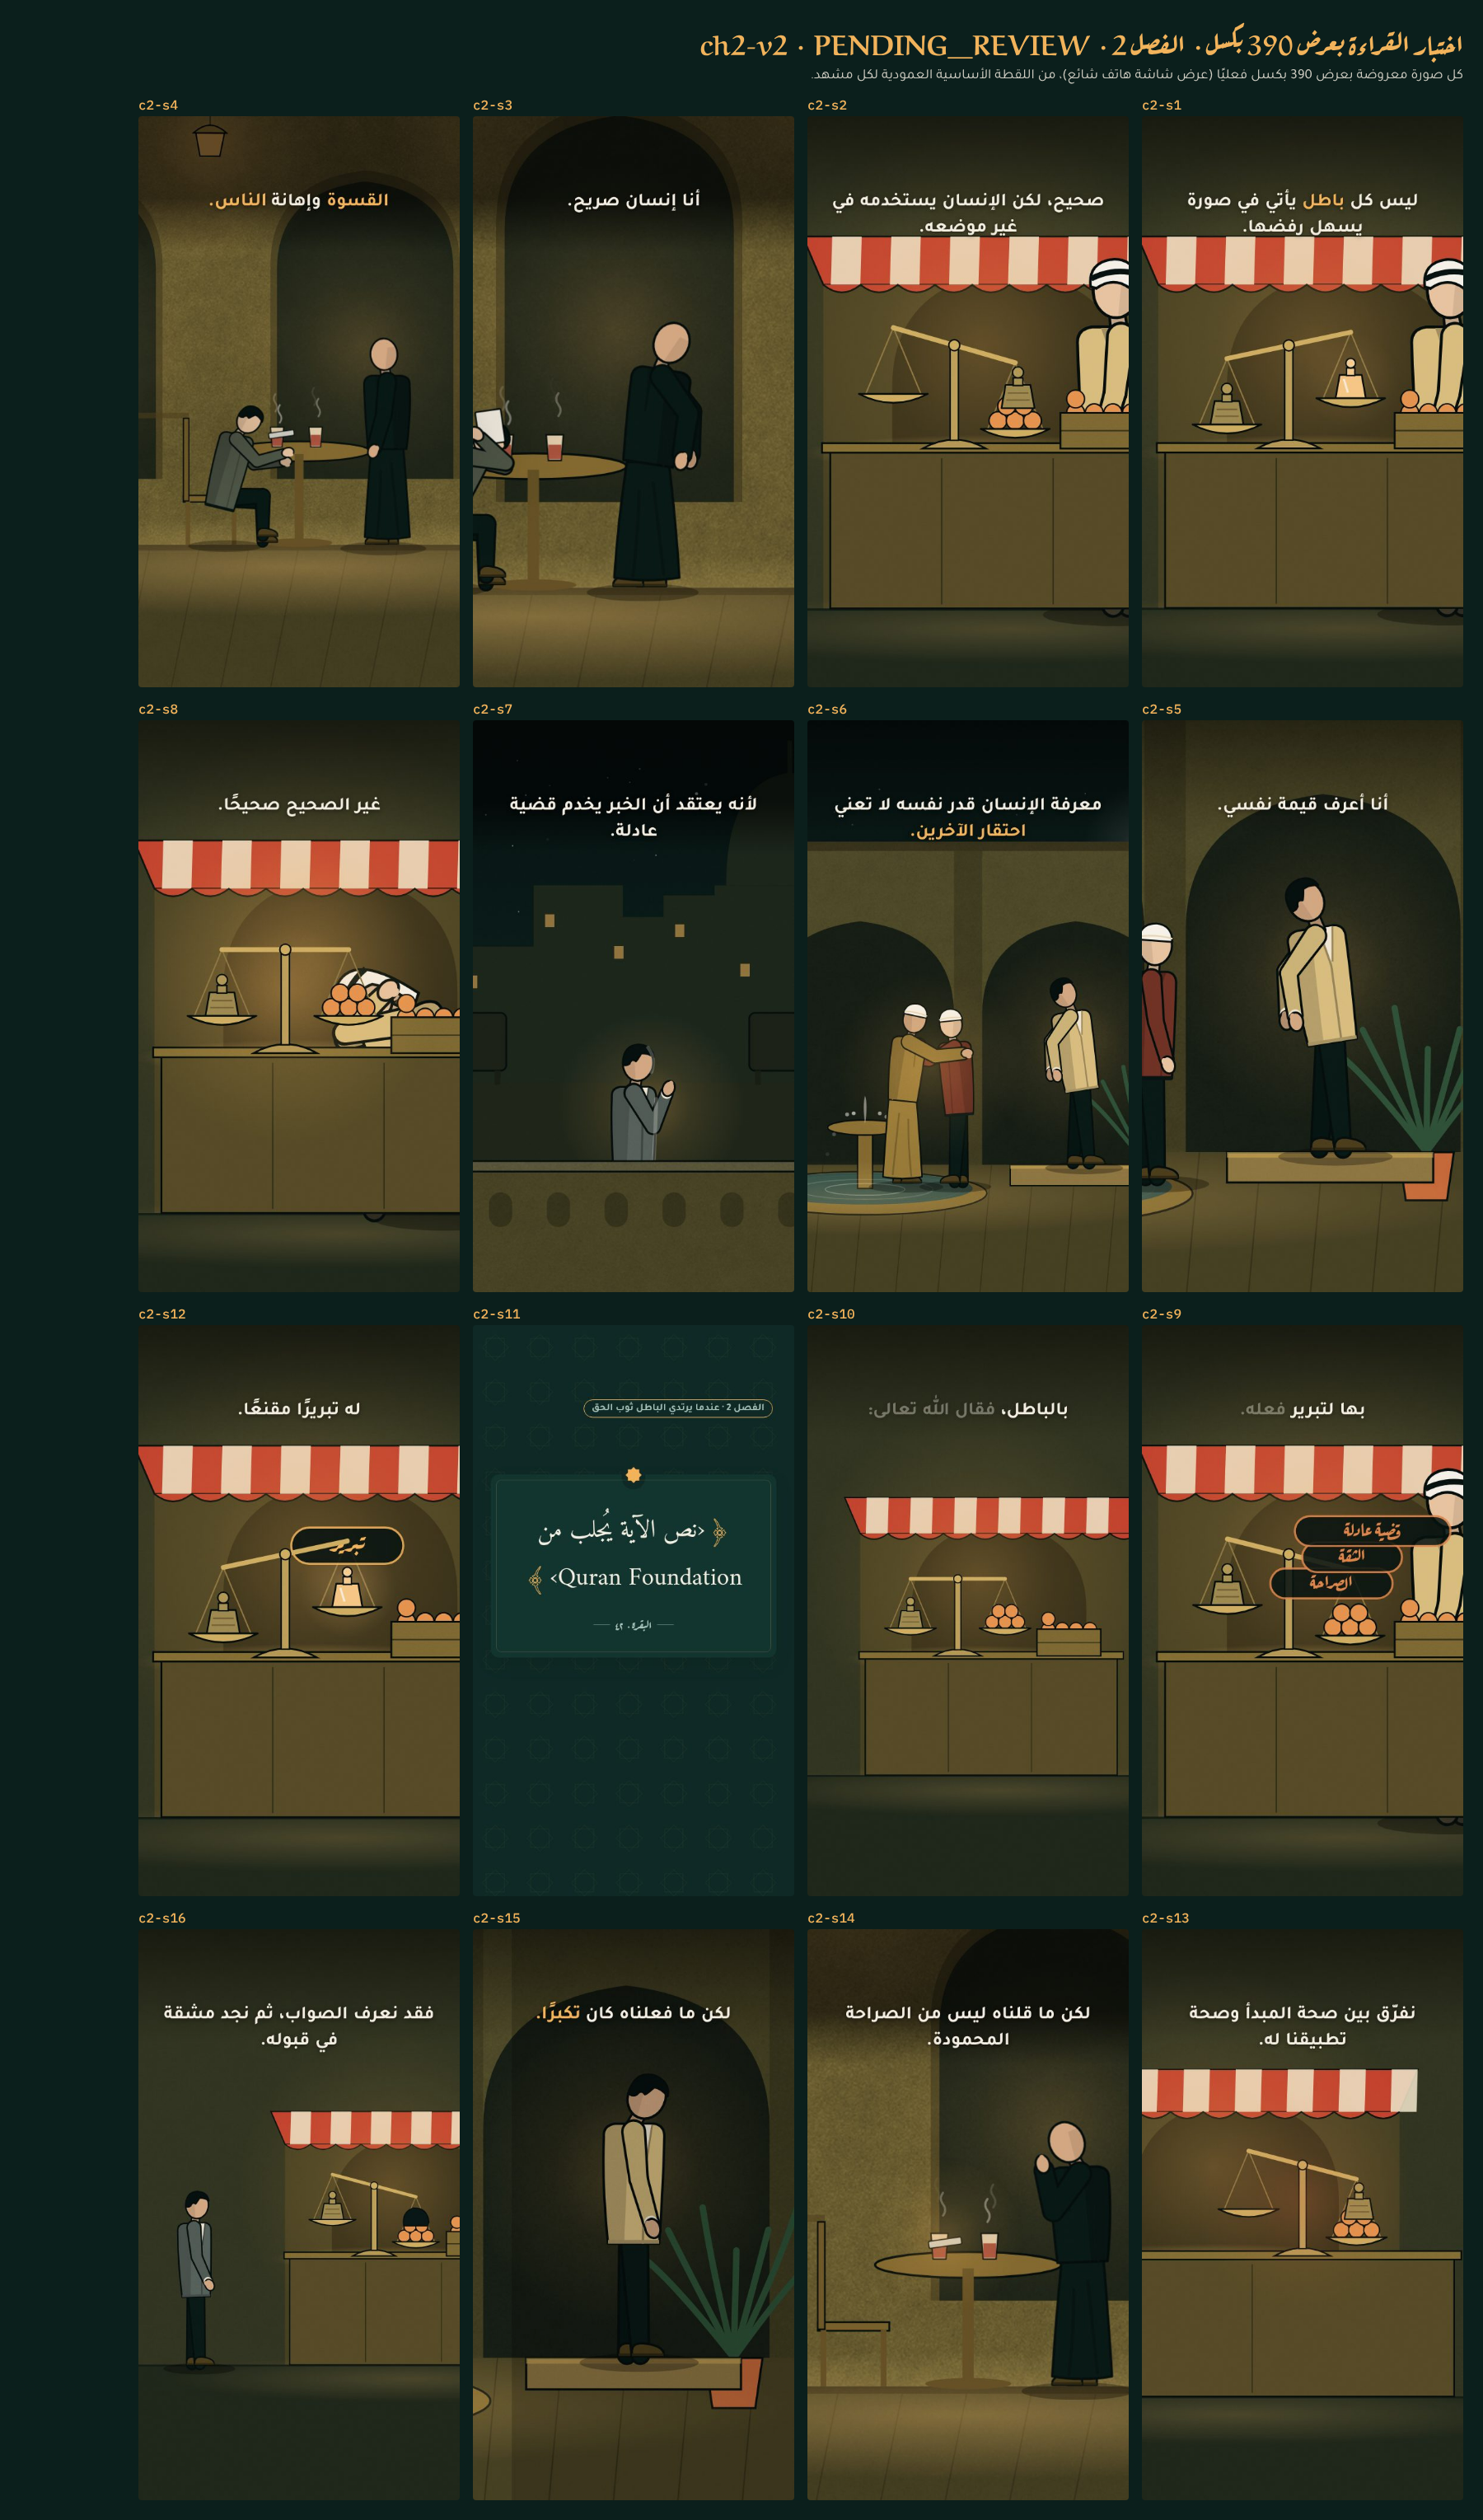 اختبار القراءة بعرض 390 بكسل · الفصل 2 · ch2-v2 · PENDING_REVIEW
كل صورة معروضة بعرض 390 بكسل فعليًا (عرض شاشة هاتف شائع)، من اللقطة الأساسية العمودية لكل مشهد.
c2-s1
ليس كل باطل يأتي في صورة
يسهل رفضها.
c2-s2
صحيح، لكن الإنسان يستخدمه في
غير موضعه.
c2-s3
أنا إنسان صريح.
c2-s4
القسوة وإهانة الناس.
c2-s5
أنا أعرف قيمة نفسي.
c2-s6
معرفة الإنسان قدر نفسه لا تعني
احتقار الآخرين.
c2-s7
لأنه يعتقد أن الخبر يخدم قضية
عادلة.
c2-s8
غير الصحيح صحيحًا.
c2-s9
بها لتبرير فعله.
قضية عادلة
الثقة
الصراحة
c2-s10
بالباطل، فقال الله تعالى:
c2-s11
الفصل 2 · عندما يرتدي الباطل ثوب الحق
﴿ ‹نص الآية يُجلب من
Quran Foundation› ﴾
البقرة · ٤٢
c2-s12
له تبريرًا مقنعًا.
تبرير
c2-s13
نفرّق بين صحة المبدأ وصحة
تطبيقنا له.
c2-s14
لكن ما قلناه ليس من الصراحة
المحمودة.
c2-s15
لكن ما فعلناه كان تكبرًا.
c2-s16
فقد نعرف الصواب، ثم نجد مشقة
في قبوله.